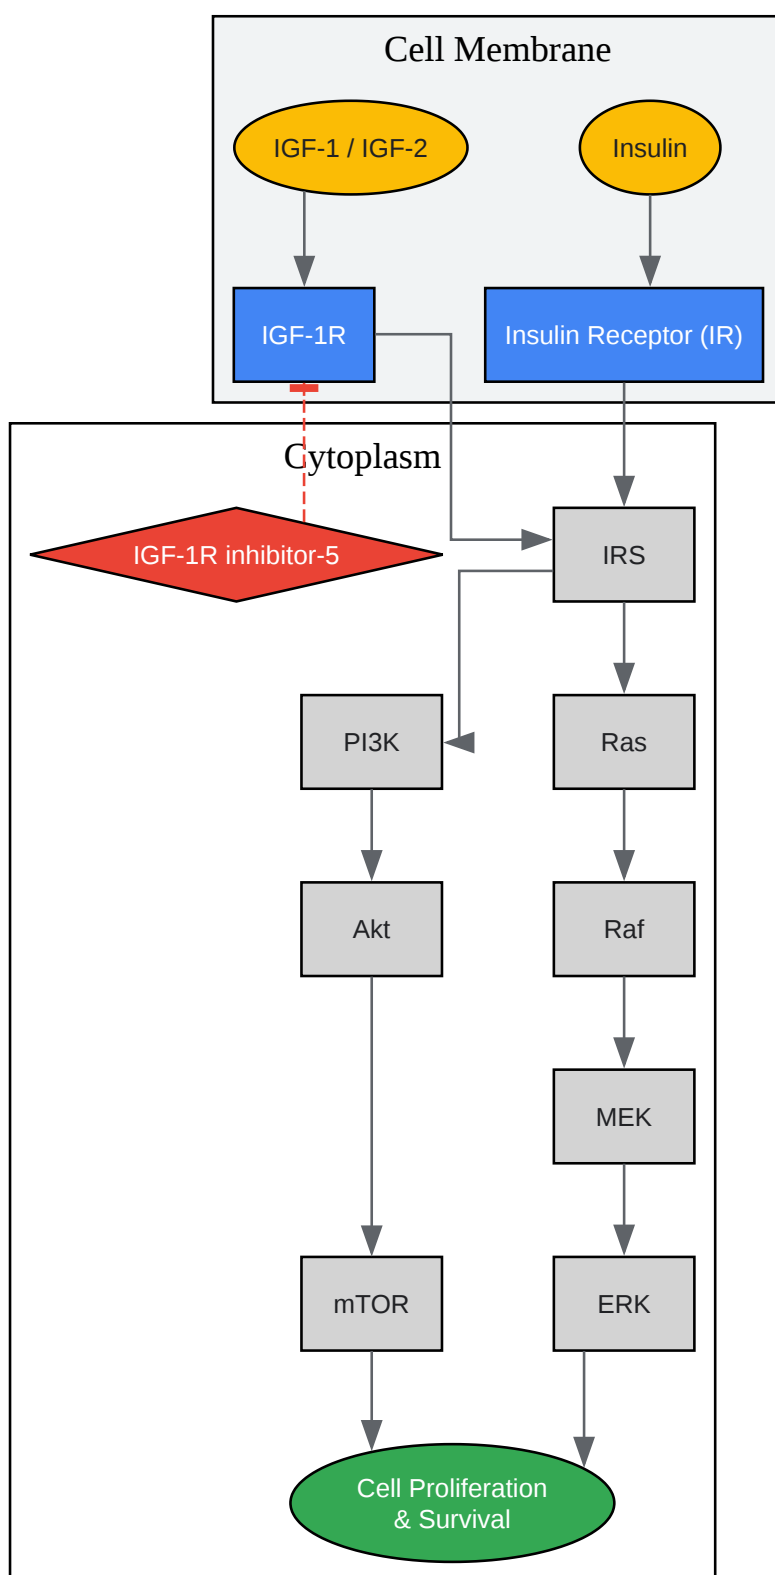 Cell Membrane
IGF-1 / IGF-2
Insulin
IGF-1R
Insulin Receptor (IR)
Cytoplasm
IGF-1R inhibitor-5
IRS
PI3K
Ras
Akt
Raf
MEK
mTOR
ERK
Cell Proliferation
& Survival